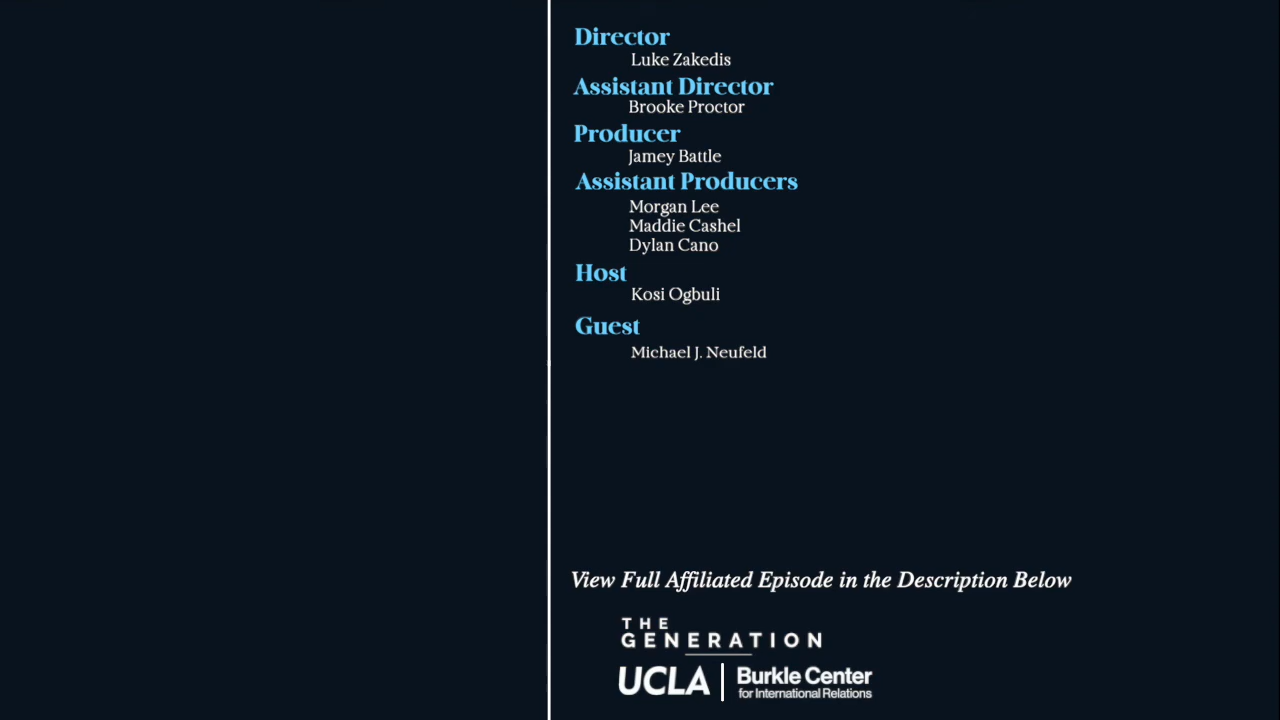 Director
Luke Zakedis
Assistant Director
Brooke Proctor
Producer
Jamey Battle
Assistant Producers
Morgan Lee
Maddie Cashel
Dylan Cano
Host
Kosi Ogbuli
Guest
Michael J. Neufeld
View Full Affiliated Episode in the Description Below
THE
GENERATION
UCLA Burkle Center
for International Relations